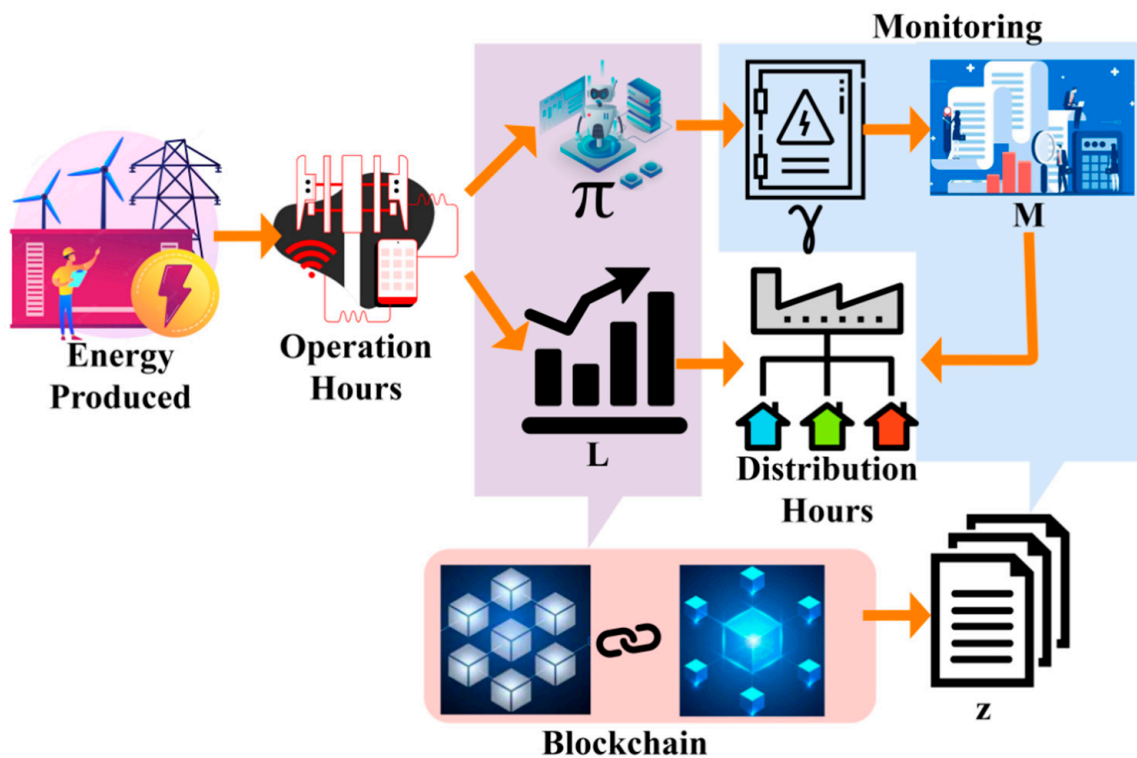 Monitoring
π
γ
M
Energy
Produced
Operation
Hours
L
Distribution
Hours
z
Blockchain